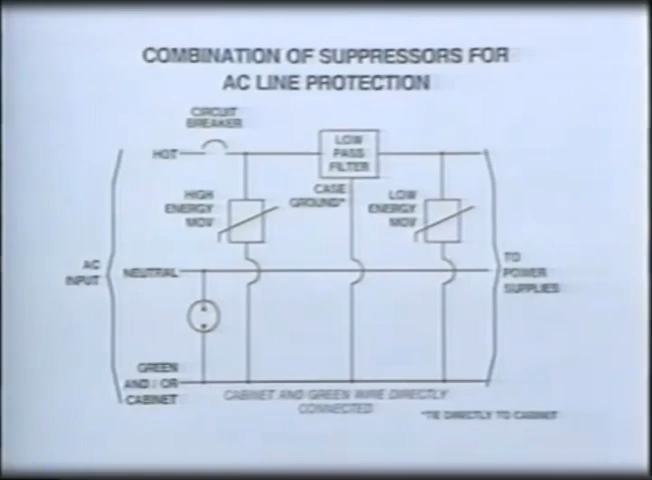 COMBINATION OF SUPPRESSORS FOR
AC LINE PROTECTION
CIRCUIT
BREAKER
HOT
LOW
PASS
FILTER
CASE
GROUND*
HIGH
ENERGY
MOV
LOW
ENERGY
MOV
AC
INPUT
NEUTRAL
TO
POWER
SUPPLIES
GREEN
AND / OR
CABINET
CABINET AND GREEN WIRE DIRECTLY
CONNECTED
*TIE DIRECTLY TO CABINET